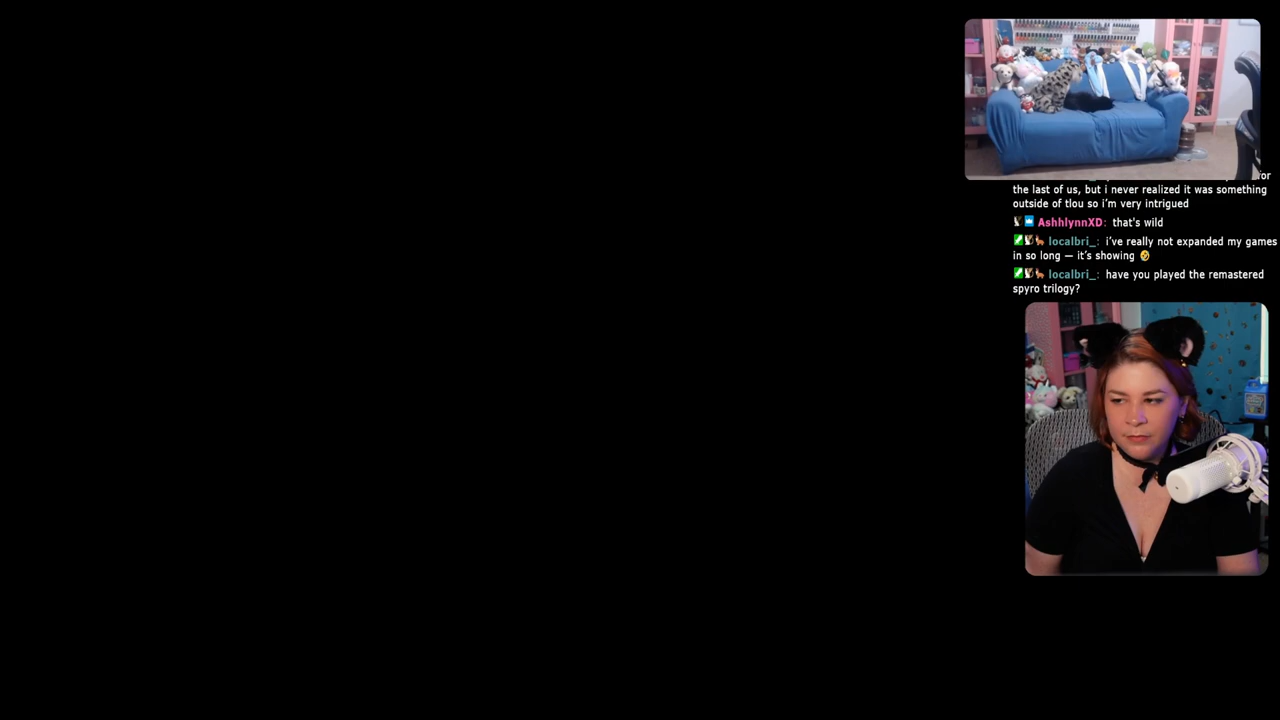 for
the last of us, but i never realized it was something
outside of tlou so i'm very intrigued
AshhlynnXD: that's wild
localbri_: i've really not expanded my games
in so long — it's showing 🤣
localbri_: have you played the remastered
spyro trilogy?